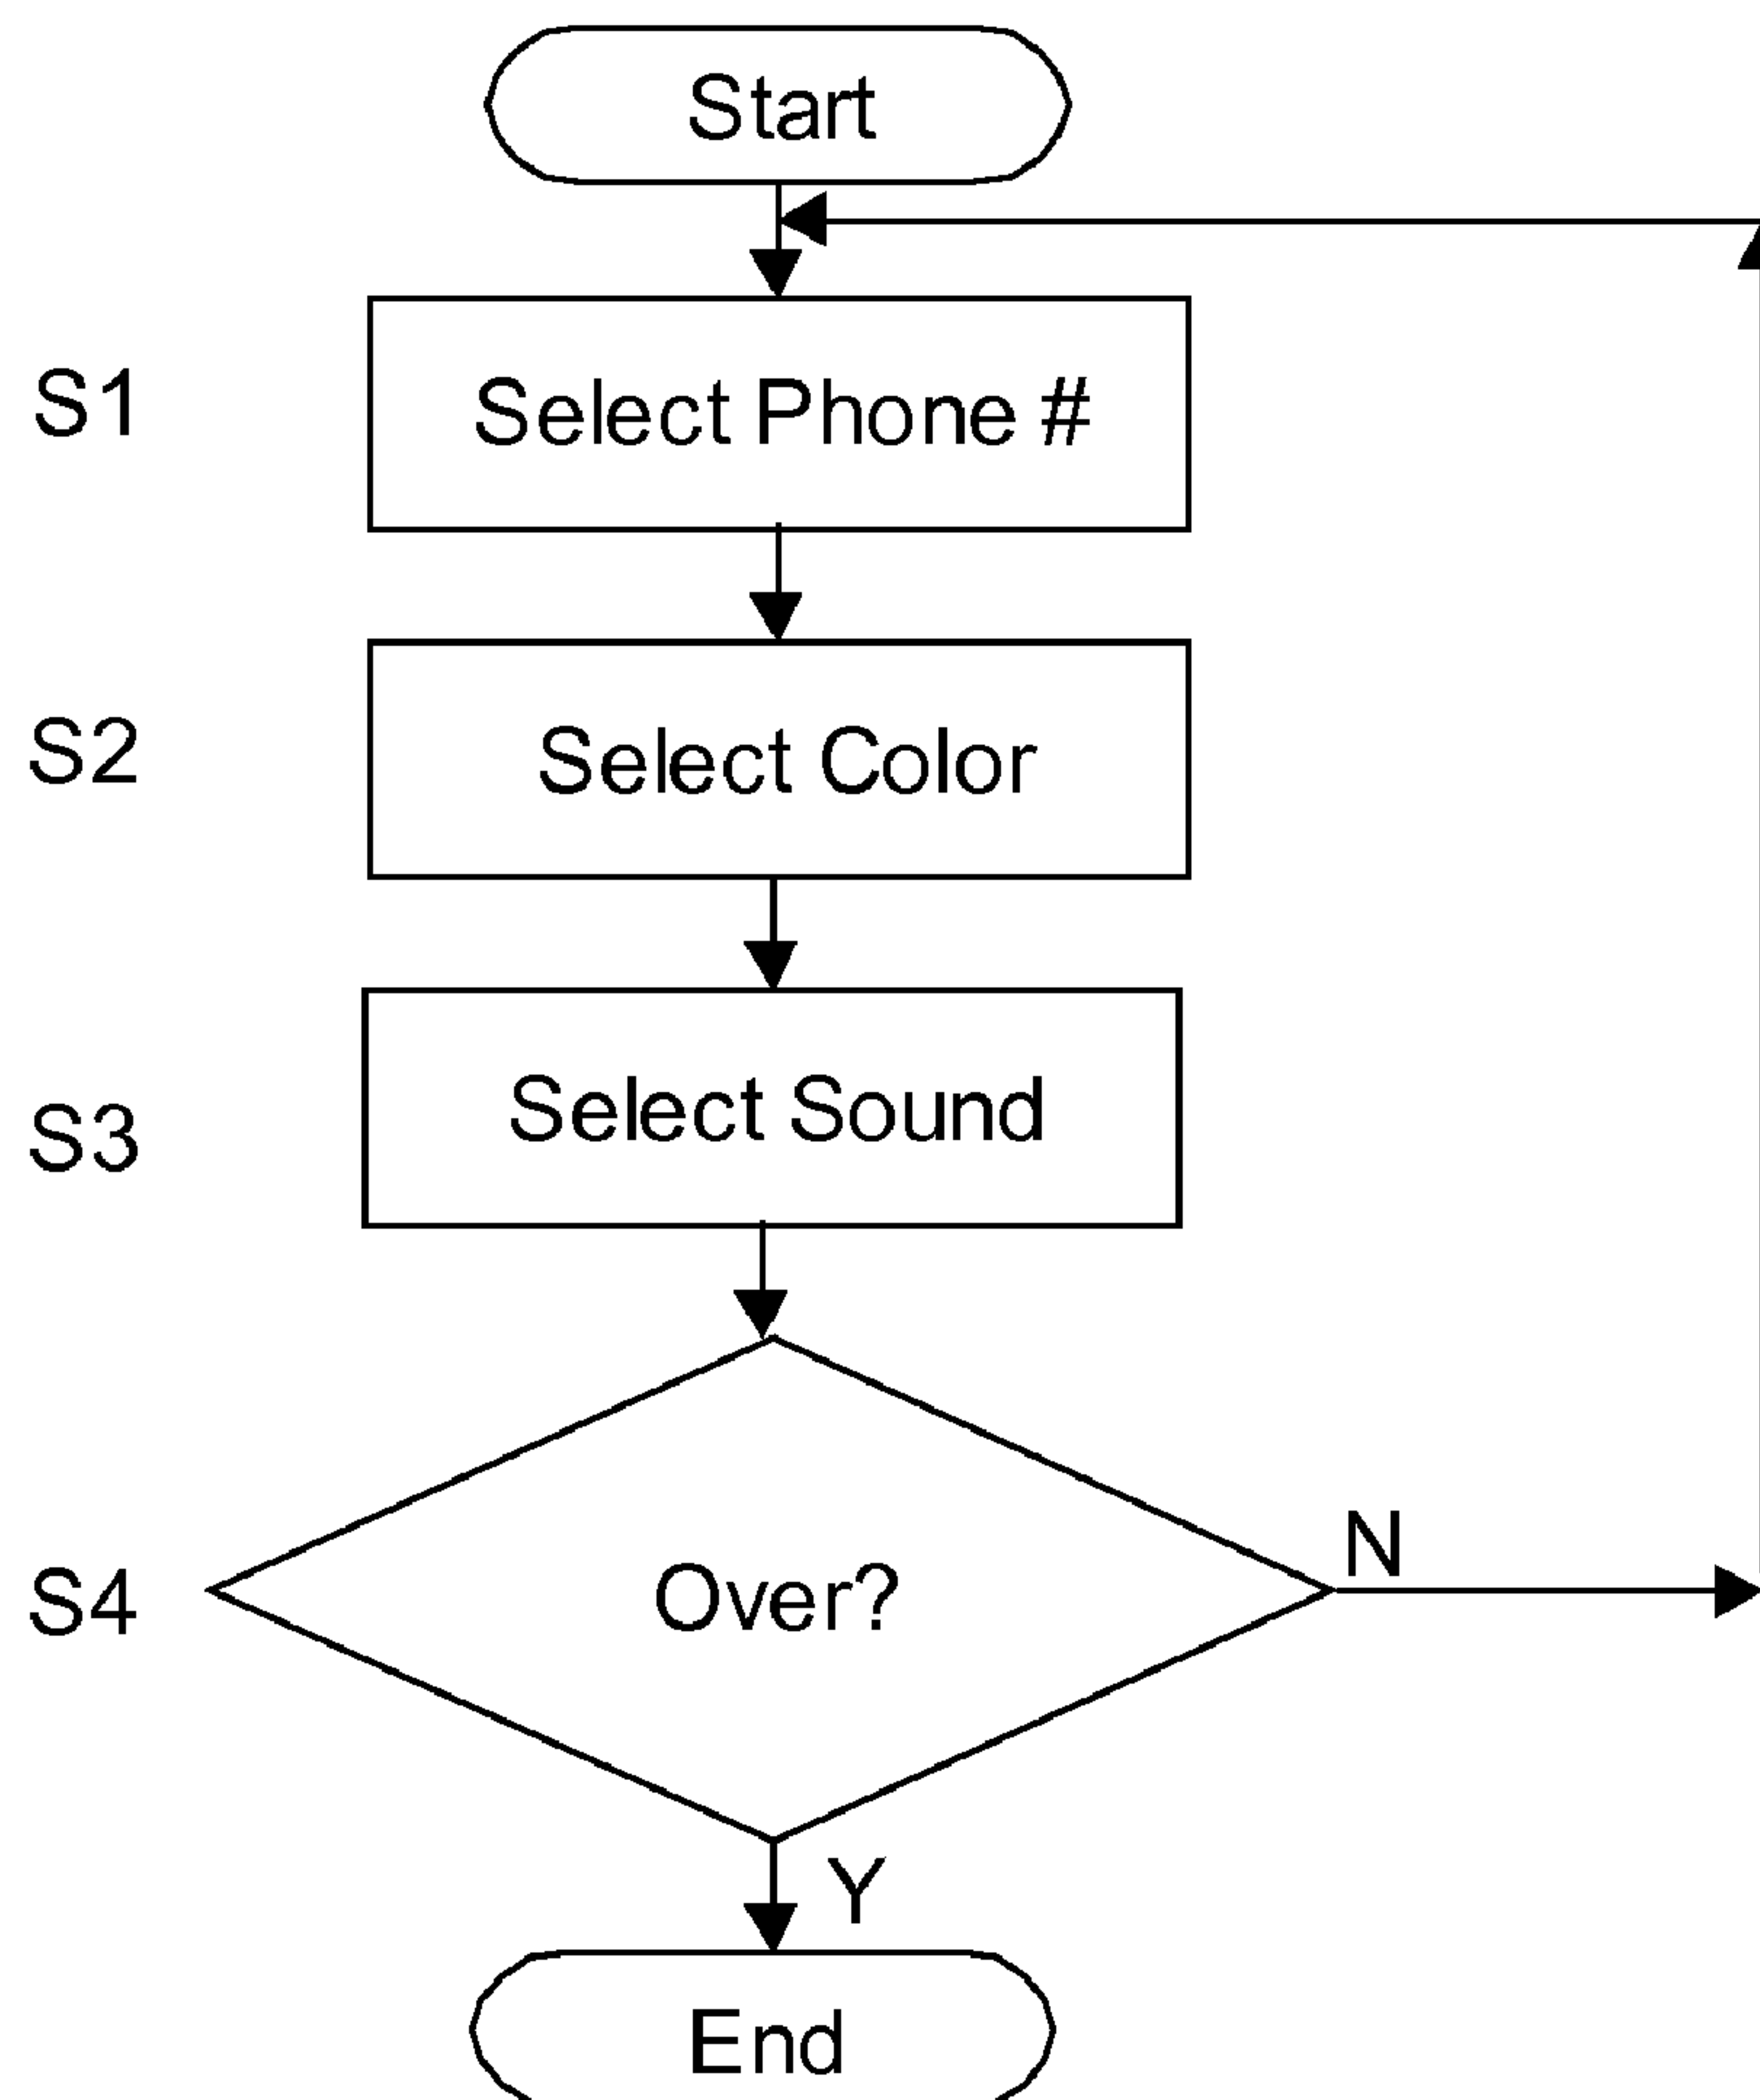 Start
S1
Select Phone #
S2
Select Color
S3
Select Sound
S4
Over?
N
Y
End